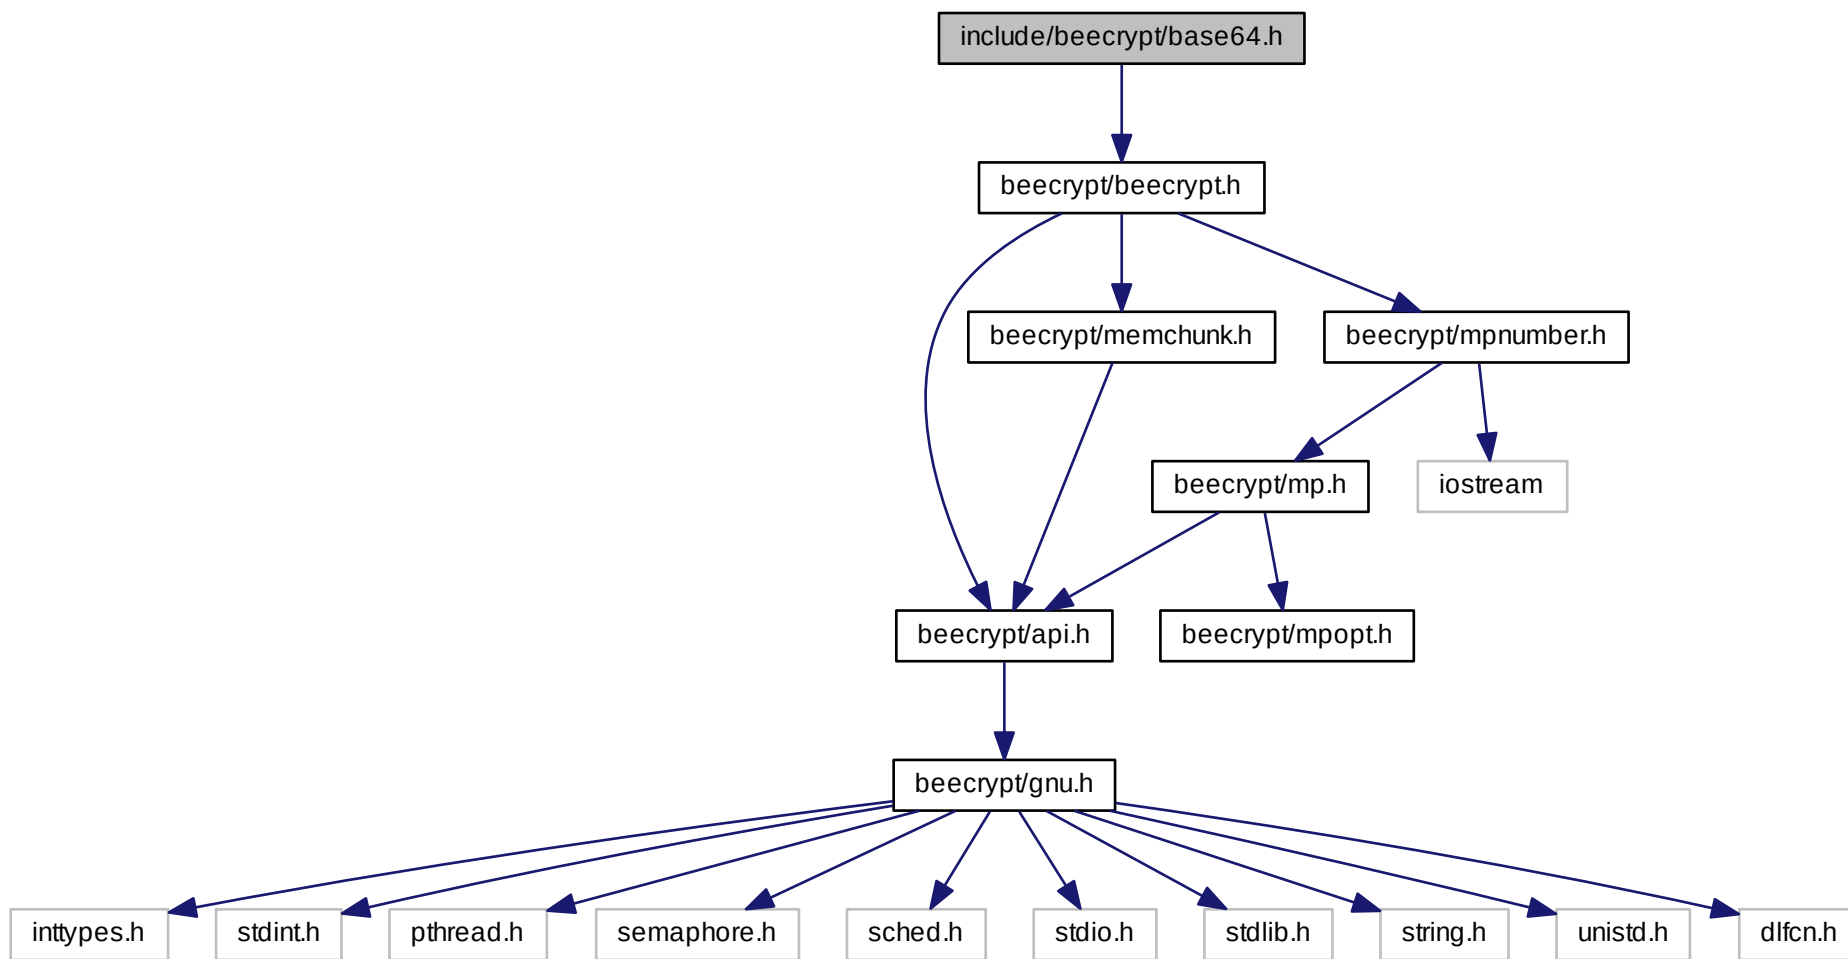 include/beecrypt/base64.h
beecrypt/beecrypt.h
beecrypt/memchunk.h
beecrypt/mpnumber.h
beecrypt/mp.h
iostream
beecrypt/api.h
beecrypt/mpopt.h
beecrypt/gnu.h
inttypes.h
stdint.h
pthread.h
semaphore.h
sched.h
stdio.h
stdlib.h
string.h
unistd.h
dlfcn.h